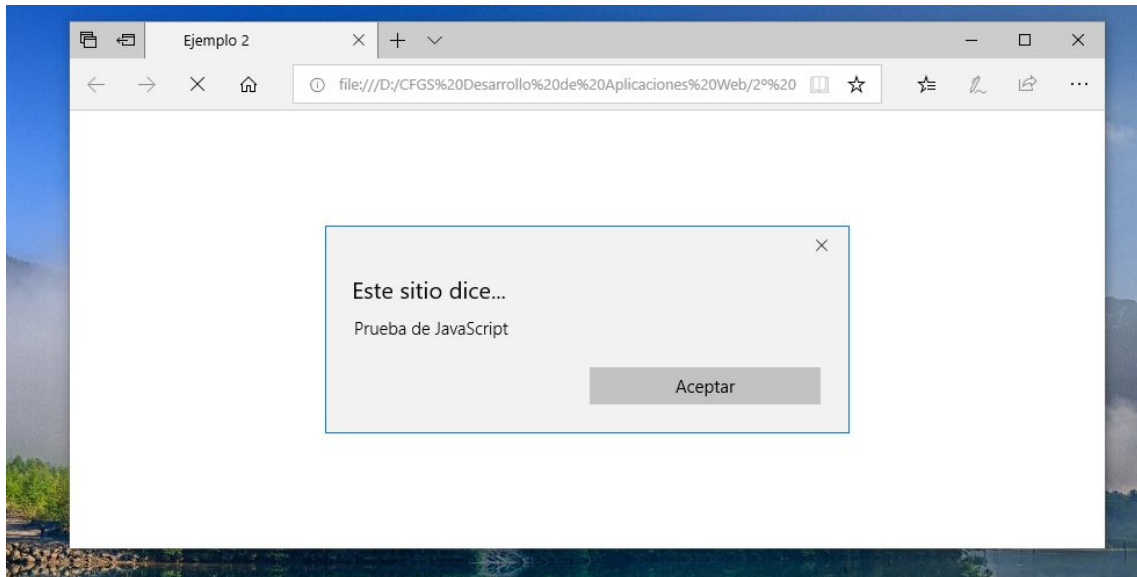 Ejemplo 2
file:///D:/CFGS%20Desarrollo%20de%20Aplicaciones%20Web/2º%20
Este sitio dice...
Prueba de JavaScript
Aceptar